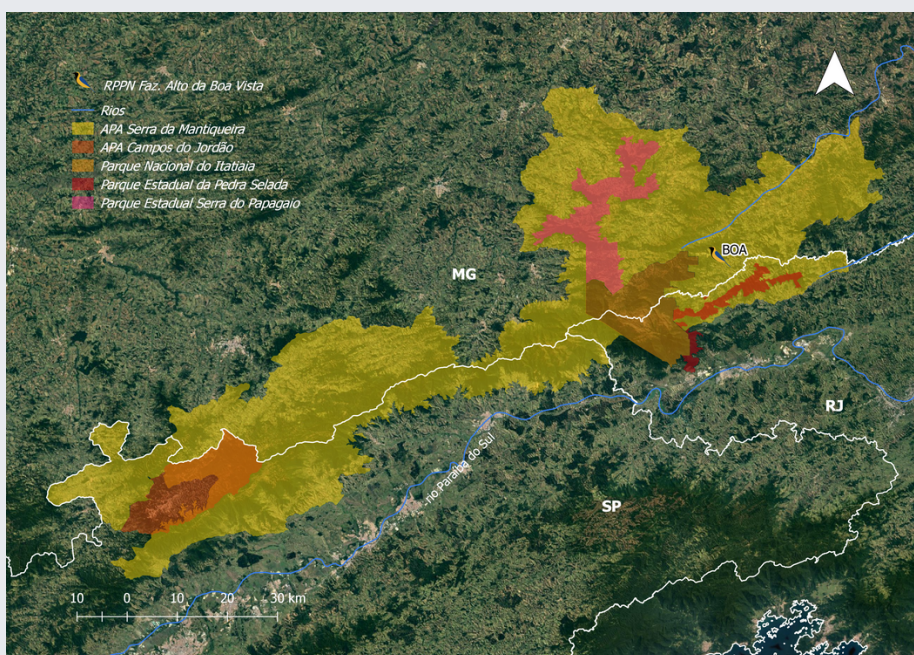 RPPN Faz. Alto da Boa Vista
Rios
APA Serra da Mantiqueira
APA Campos do Jordão
Parque Nacional do Itatiaia
Parque Estadual da Pedra Selada
Parque Estadual Serra do Papagaio
BOA
MG
RJ
rio Paraíba do Sul
SP
10 0 10 20 30 km